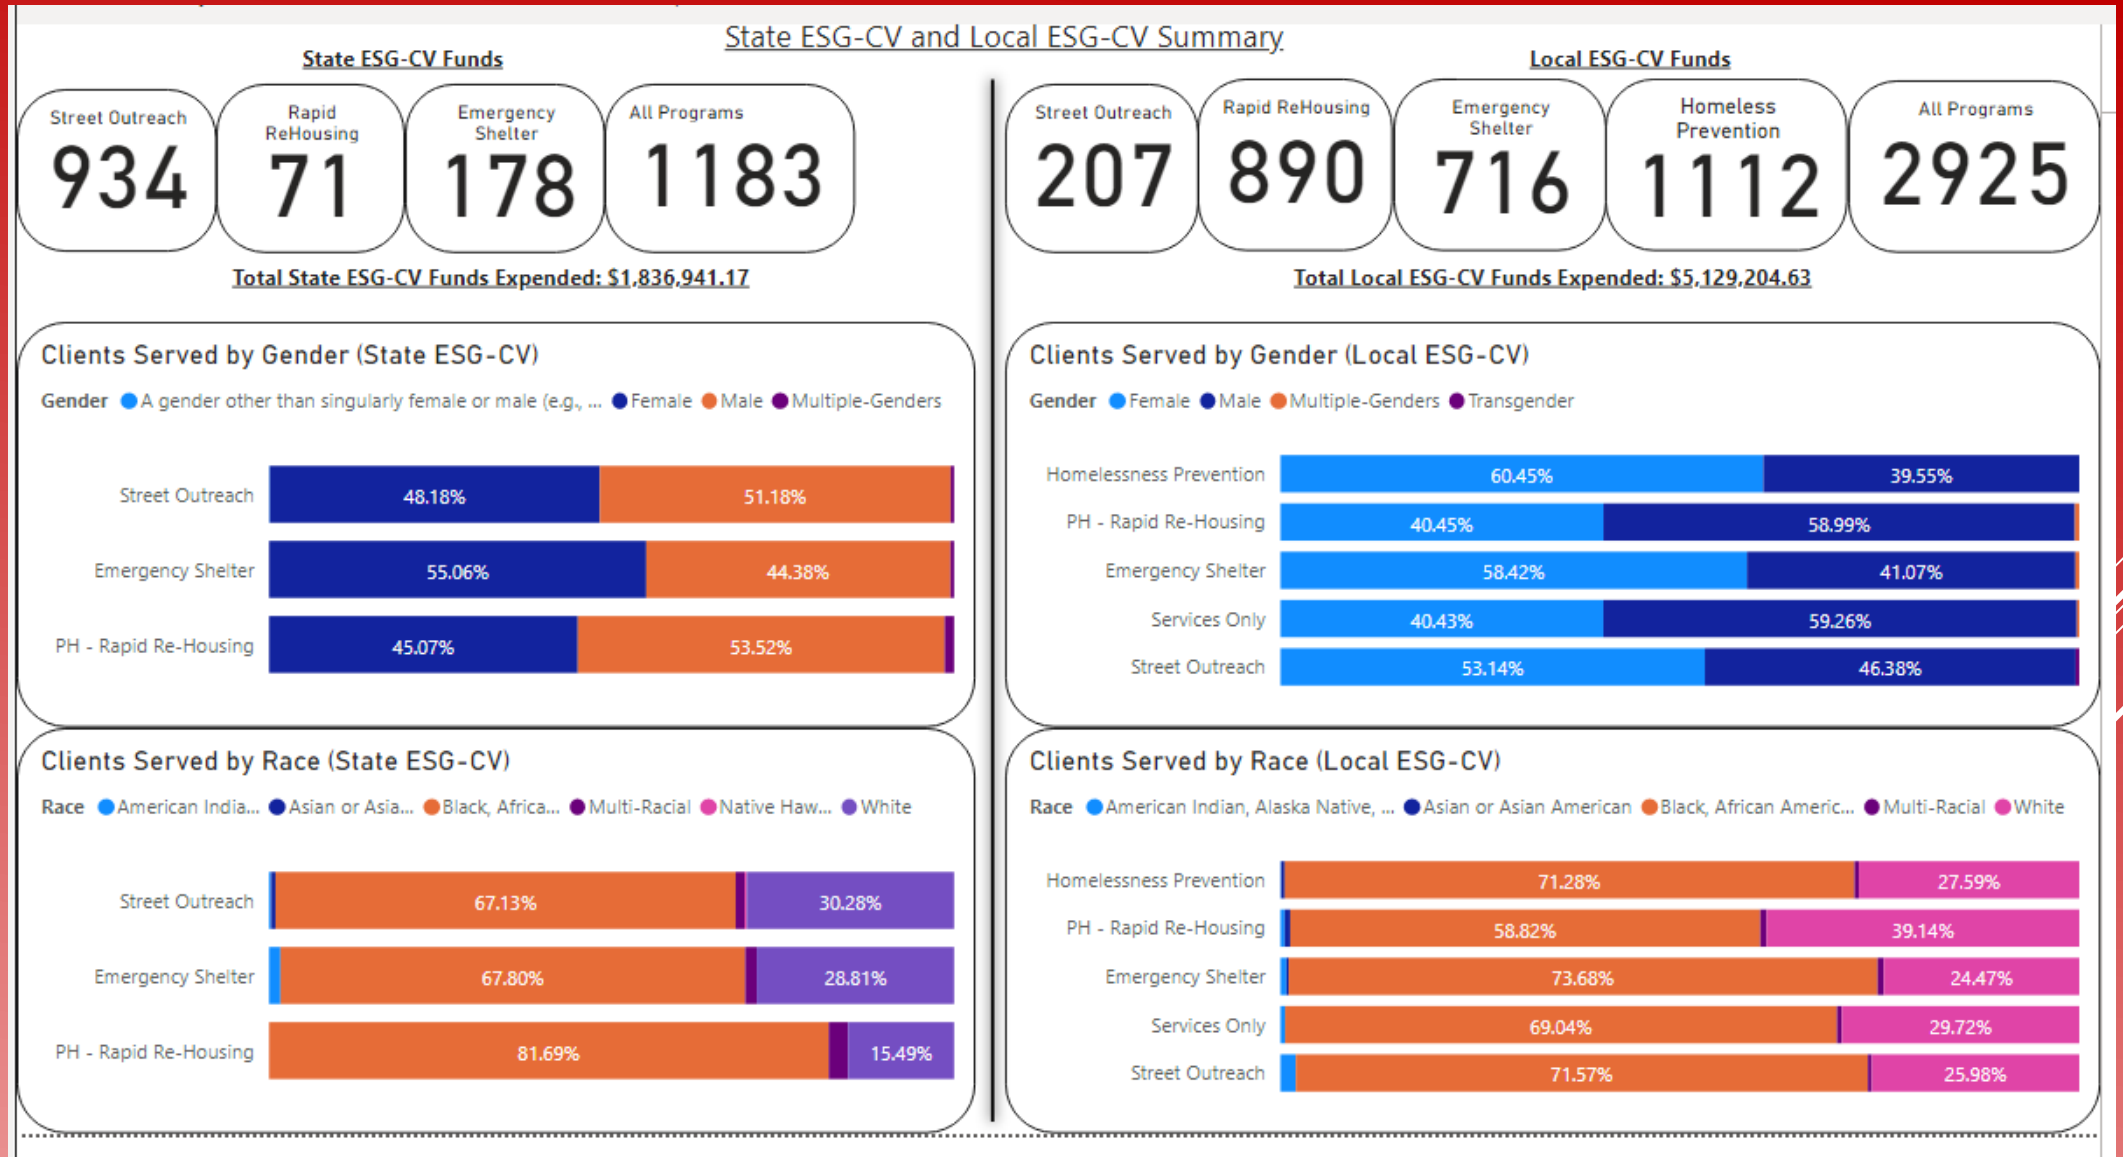 State ESG-CV and Local ESG-CV Summary
State ESG-CV Funds
Street Outreach
934
Rapid
ReHousing
71
Emergency
Shelter
178
All Programs
1183
Total State ESG-CV Funds Expended: $1,836,941.17
Local ESG-CV Funds
Street Outreach
207
Rapid ReHousing
890
Emergency
Shelter
716
Homeless
Prevention
1112
All Programs
2925
Total Local ESG-CV Funds Expended: $5,129,204.63
Clients Served by Gender (State ESG-CV)
Gender A gender other than singularly female or male (e.g., ... Female Male Multiple-Genders
Street Outreach 48.18% 51.18%
Emergency Shelter 55.06% 44.38%
PH - Rapid Re-Housing 45.07% 53.52%
Clients Served by Gender (Local ESG-CV)
Gender Female Male Multiple-Genders Transgender
Homelessness Prevention 60.45% 39.55%
PH - Rapid Re-Housing 40.45% 58.99%
Emergency Shelter 58.42% 41.07%
Services Only 40.43% 59.26%
Street Outreach 53.14% 46.38%
Clients Served by Race (State ESG-CV)
Race American India... Asian or Asia... Black, Africa... Multi-Racial Native Haw... White
Street Outreach 67.13% 30.28%
Emergency Shelter 67.80% 28.81%
PH - Rapid Re-Housing 81.69% 15.49%
Clients Served by Race (Local ESG-CV)
Race American Indian, Alaska Native, ... Asian or Asian American Black, African Americ... Multi-Racial White
Homelessness Prevention 71.28% 27.59%
PH - Rapid Re-Housing 58.82% 39.14%
Emergency Shelter 73.68% 24.47%
Services Only 69.04% 29.72%
Street Outreach 71.57% 25.98%